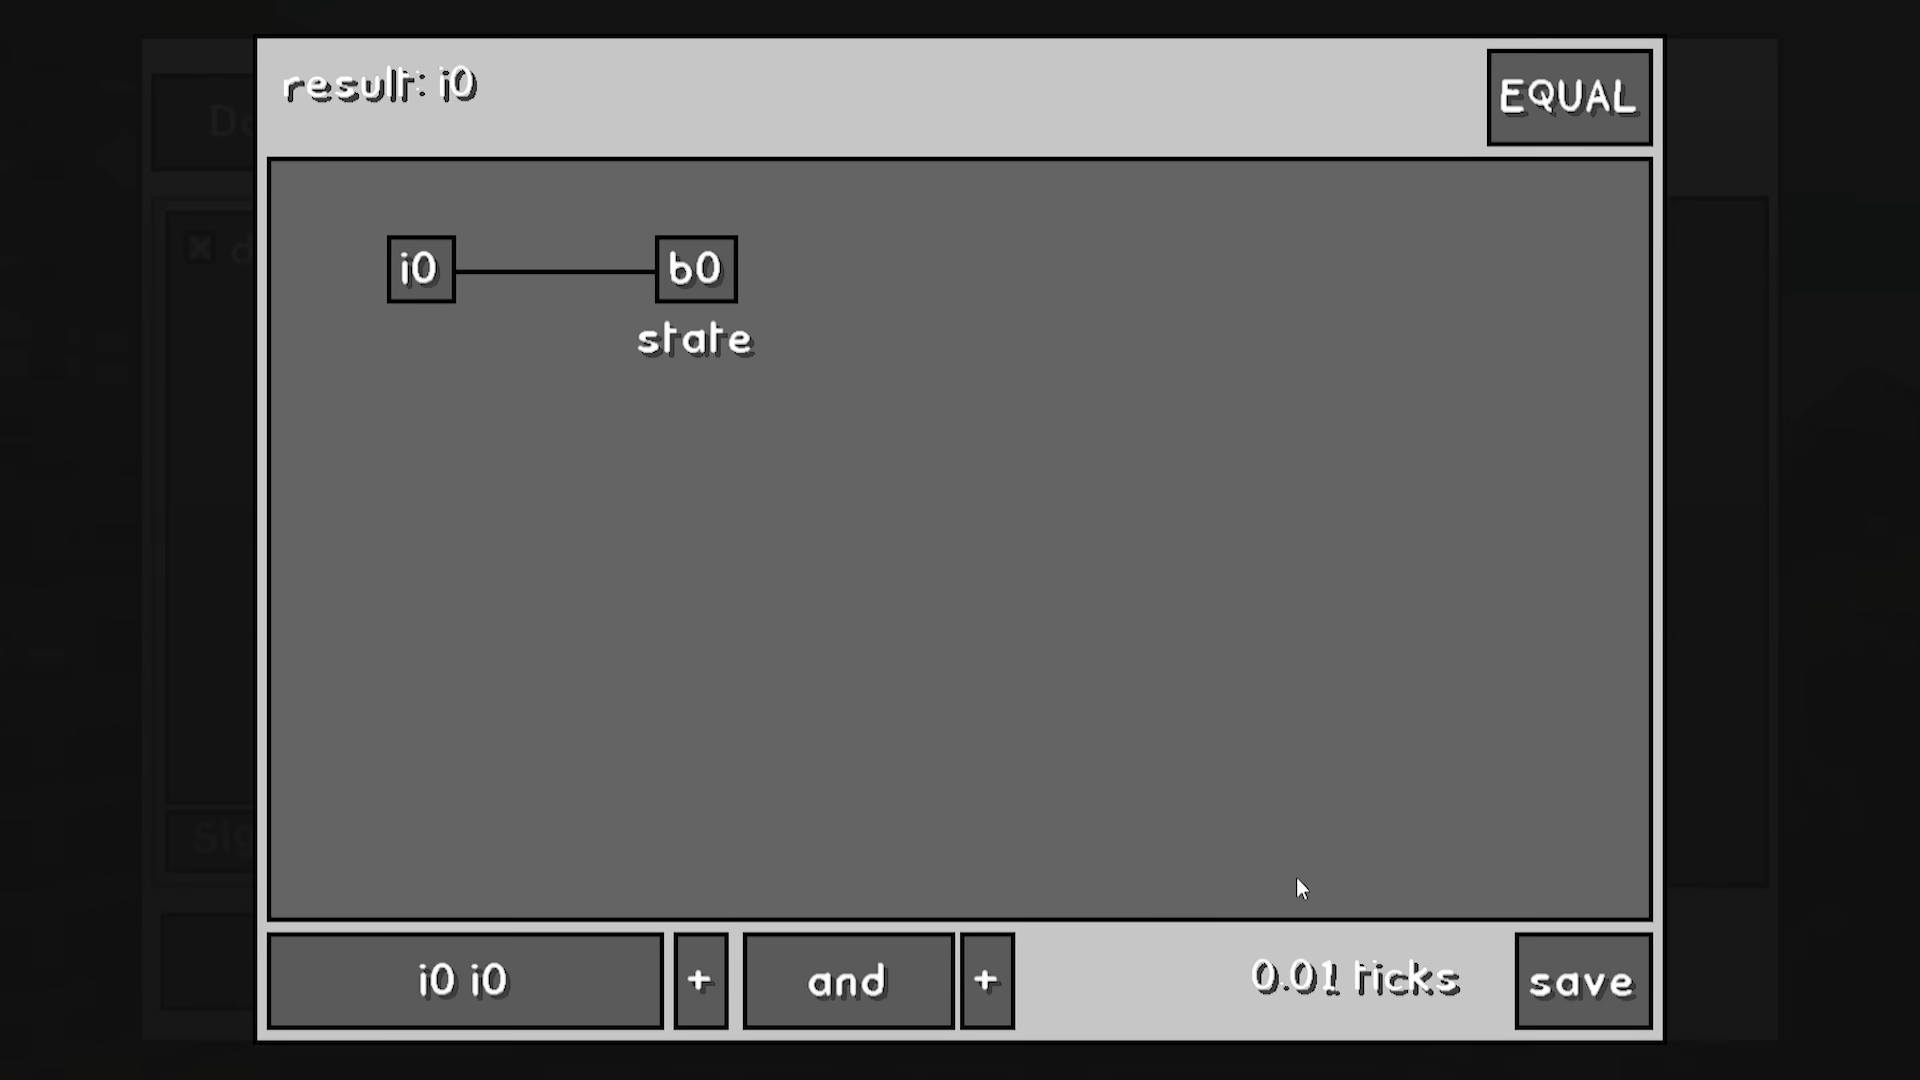 result: i0
EQUAL
i0
b0
state
i0 i0
+
and
+
0.01 ticks
save